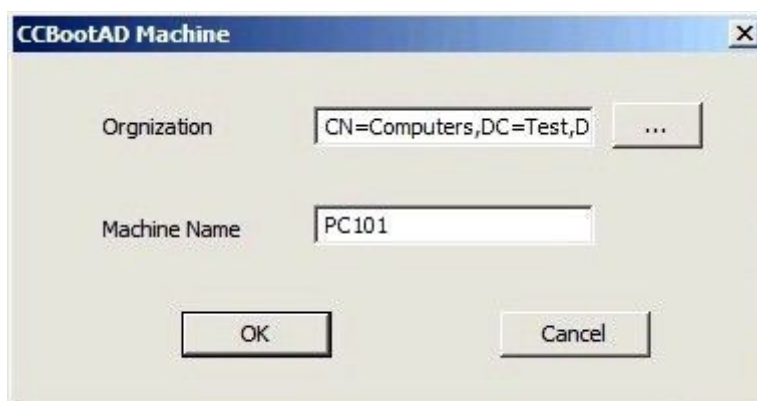 CCBootAD Machine
Orgnization CN=Computers,DC=Test,D ...
Machine Name PC101
OK Cancel